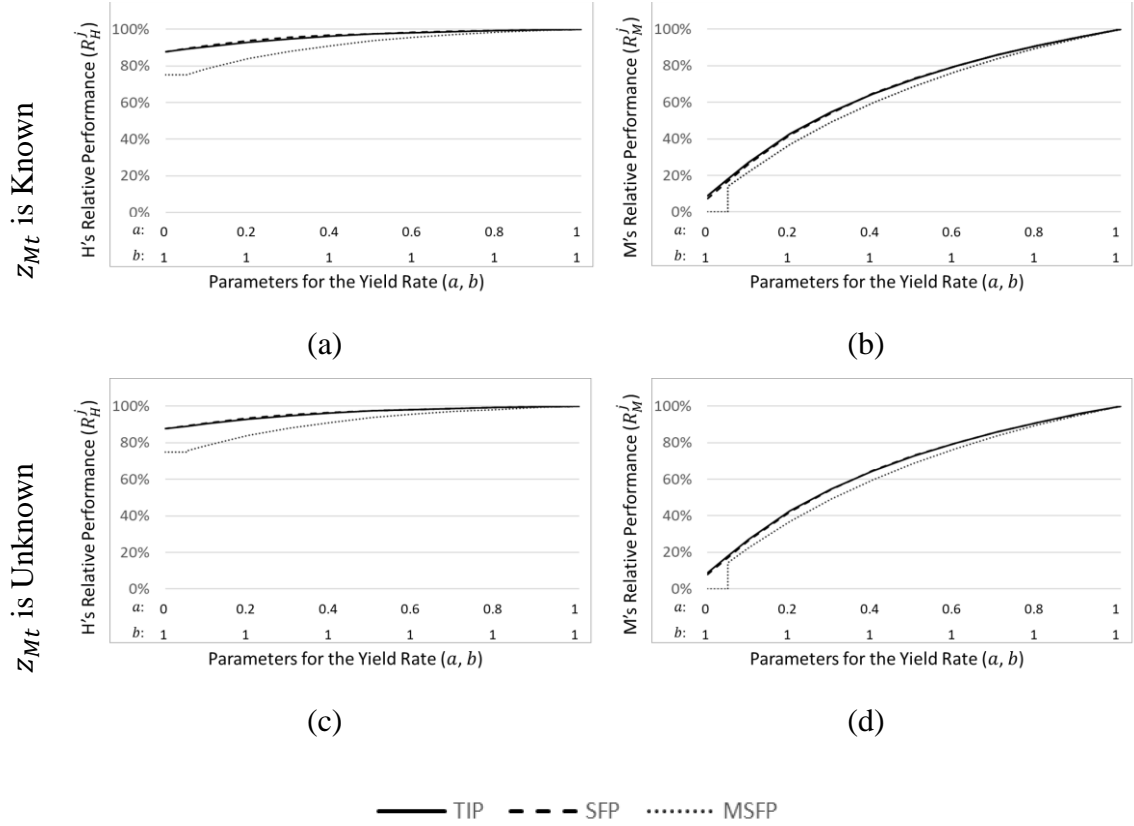 z_Mt is Known
H's Relative Performance (R_H^j)
100%
80%
60%
40%
20%
0%
a: 0 0.2 0.4 0.6 0.8 1
b: 1 1 1 1 1 1
Parameters for the Yield Rate (a, b)
(a)
M's Relative Performance (R_M^j)
100%
80%
60%
40%
20%
0%
a: 0 0.2 0.4 0.6 0.8 1
b: 1 1 1 1 1 1
Parameters for the Yield Rate (a, b)
(b)
z_Mt is Unknown
H's Relative Performance (R_H^j)
100%
80%
60%
40%
20%
0%
a: 0 0.2 0.4 0.6 0.8 1
b: 1 1 1 1 1 1
Parameters for the Yield Rate (a, b)
(c)
M's Relative Performance (R_M^j)
100%
80%
60%
40%
20%
0%
a: 0 0.2 0.4 0.6 0.8 1
b: 1 1 1 1 1 1
Parameters for the Yield Rate (a, b)
(d)
TIP SFP MSFP